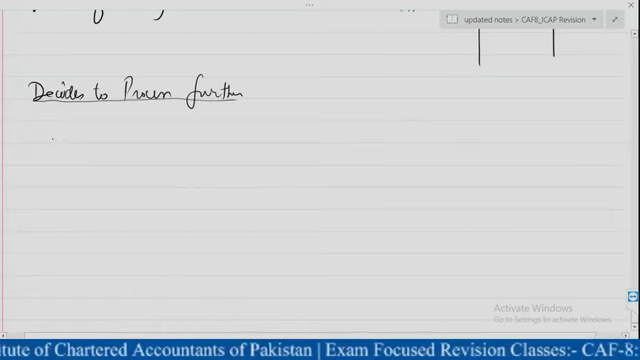 updated notes > CAF8_ICAP Revision
Decides to Process further
Activate Windows
Go to Settings to activate Windows.
itute of Chartered Accountants of Pakistan | Exam Focused Revision Classes:- CAF-8: